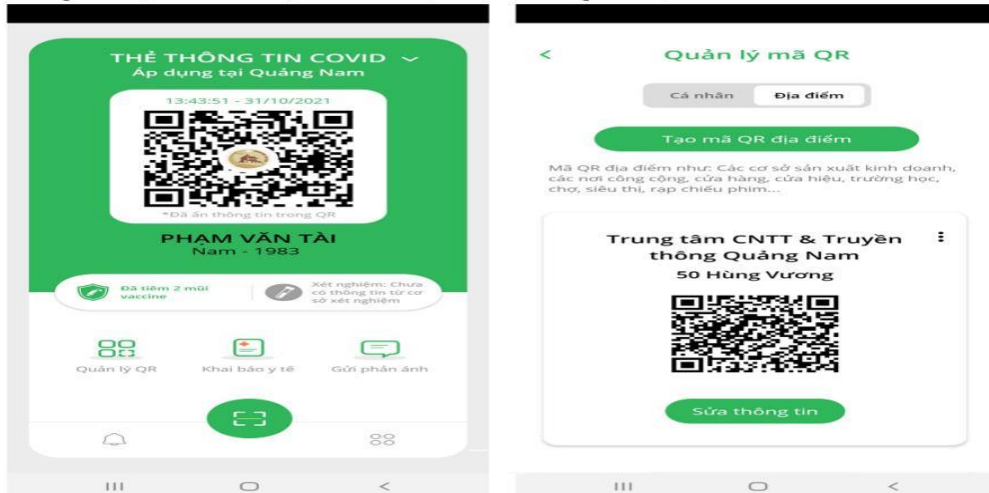 THẺ THÔNG TIN COVID
Áp dụng tại Quảng Nam
13:43:51 - 31/10/2021
*Đã ẩn thông tin trong QR
PHẠM VĂN TÀI
Nam - 1983
Đã tiêm 2 mũi
vaccine
Xét nghiệm: Chưa
có thông tin từ cơ
sở xét nghiệm
Quản lý QR
Khai báo y tế
Gửi phản ánh
Quản lý mã QR
Cá nhân
Địa điểm
Tạo mã QR địa điểm
Mã QR địa điểm như: Các cơ sở sản xuất kinh doanh,
các nơi công cộng, cửa hàng, cửa hiệu, trường học,
chợ, siêu thị, rạp chiếu phim...
Trung tâm CNTT & Truyền
thông Quảng Nam
50 Hùng Vương
Sửa thông tin